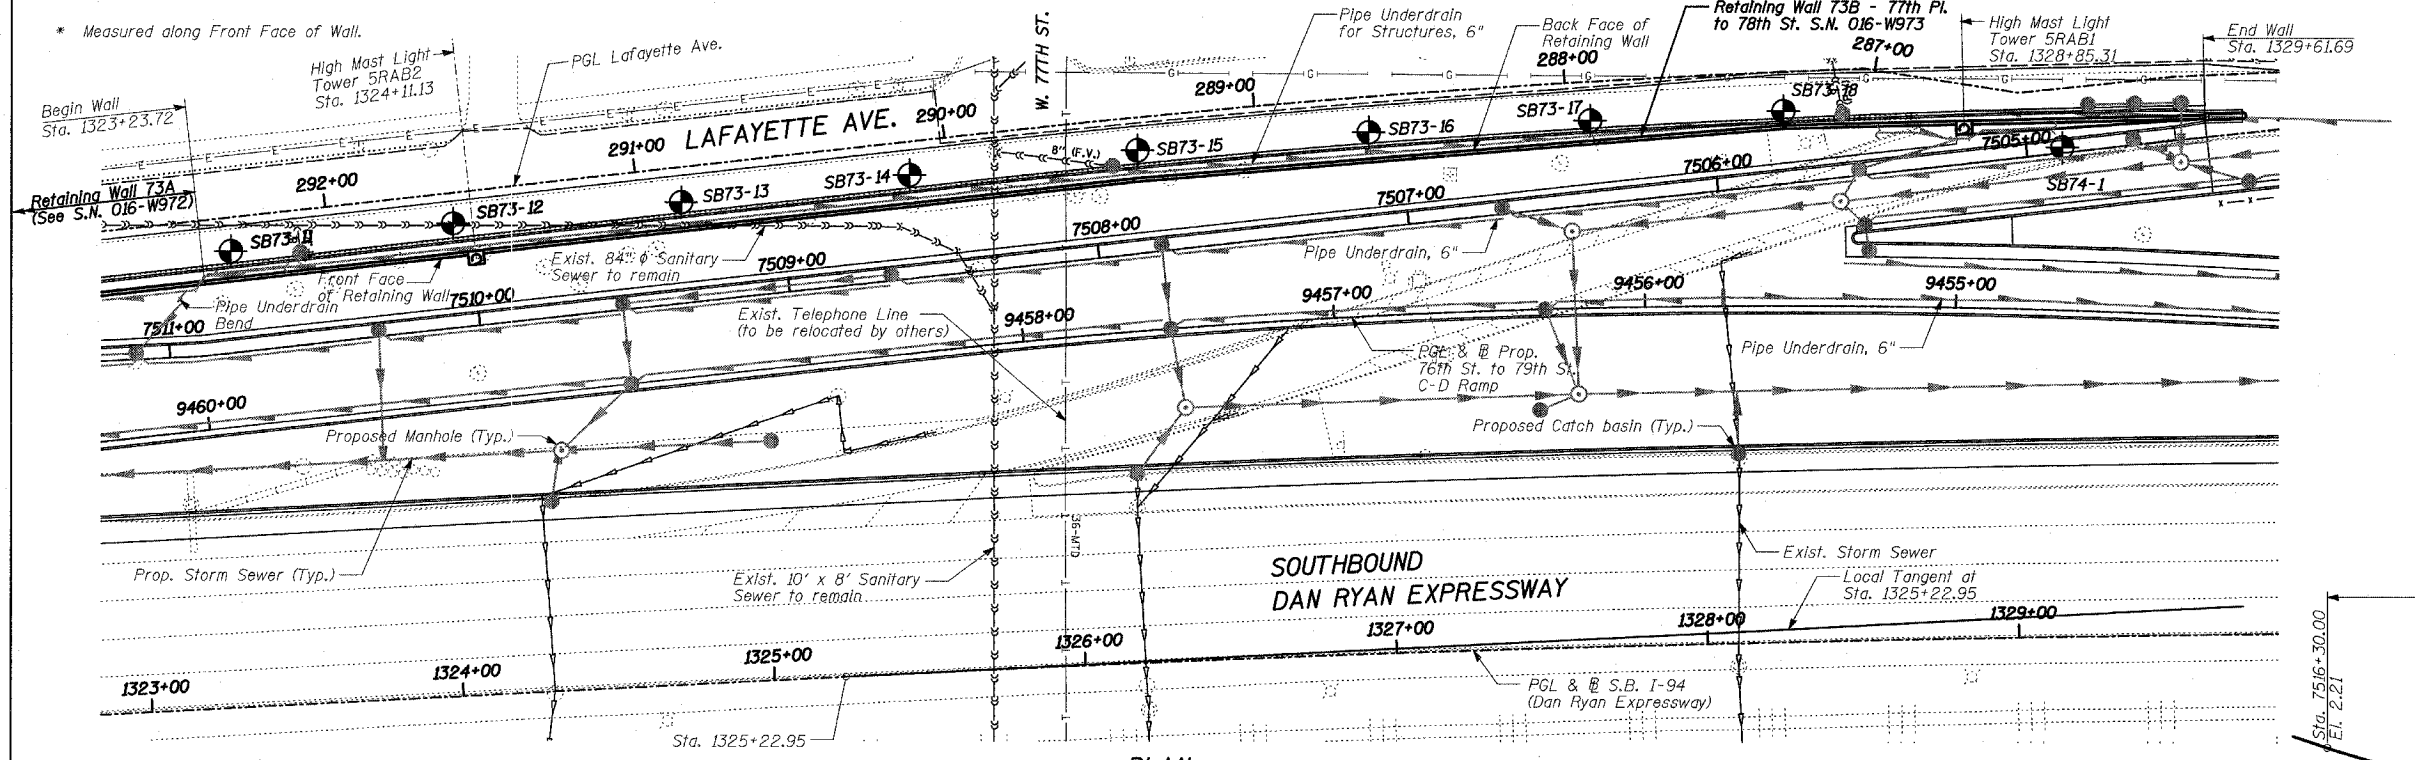 * Measured along Front Face of Wall.
High Mast Light
Tower 5RAB2
Sta. 1324+11.13
PGL Lafayette Ave.
W. 77TH ST.
Pipe Underdrain
for Structures, 6"
Back Face of
Retaining Wall
Retaining Wall 73B - 77th Pl.
to 78th St. S.N. 016-W973
High Mast Light
Tower 5RAB1
Sta. 1328+85.31
End Wall
Sta. 1329+61.69
Begin Wall
Sta. 1323+23.72
287+00
288+00
289+00
290+00
291+00
292+00
LAFAYETTE AVE.
E E E E E E
G G G G G G
8" (F.V.)
Retaining Wall 73A
(See S.N. 016-W972)
SB73-11
SB73-12
SB73-13
SB73-14
SB73-15
SB73-16
SB73-17
SB73-18
SB74-1
7505+00
7506+00
7507+00
7508+00
7509+00
7510+00
7511+00
Front Face
of Retaining Wall
Pipe Underdrain
Bend
Exist. 84" ϕ Sanitary
Sewer to remain
Pipe Underdrain, 6"
Exist. Telephone Line
(to be relocated by others)
9455+00
9456+00
9457+00
9458+00
9460+00
PGL & ₧ Prop.
76th St. to 79th St.
C-D Ramp
Pipe Underdrain, 6"
x x
Proposed Manhole (Typ.)
Proposed Catch basin (Typ.)
Prop. Storm Sewer (Typ.)
Exist. 10' x 8' Sanitary
Sewer to remain
36-MTD
SOUTHBOUND
DAN RYAN EXPRESSWAY
Exist. Storm Sewer
Local Tangent at
Sta. 1325+22.95
1323+00
1324+00
1325+00
1326+00
1327+00
1328+00
1329+00
PGL & ₧ S.B. I-94
(Dan Ryan Expressway)
Sta. 1325+22.95
Sta. 7516+30.00
El. 2.21